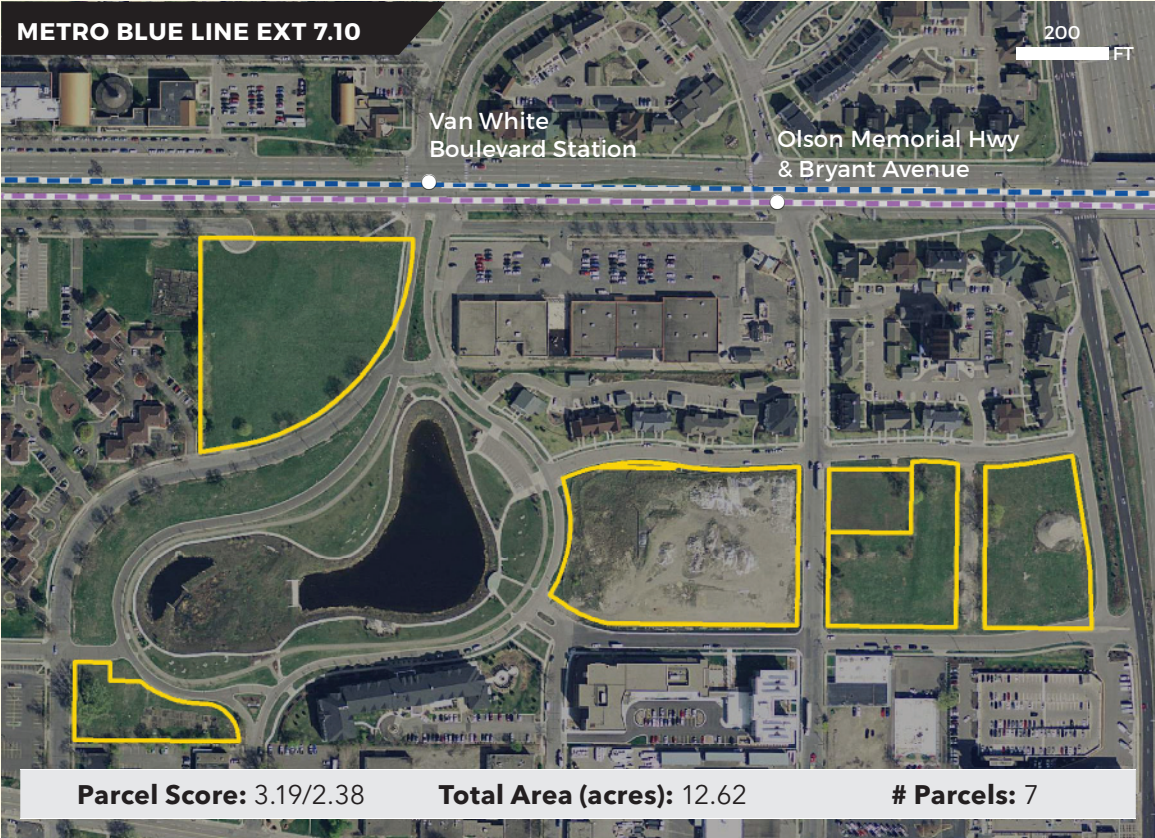 METRO BLUE LINE EXT 7.10
200
FT
Van White
Boulevard Station
Olson Memorial Hwy
& Bryant Avenue
Parcel Score: 3.19/2.38 Total Area (acres): 12.62 # Parcels: 7